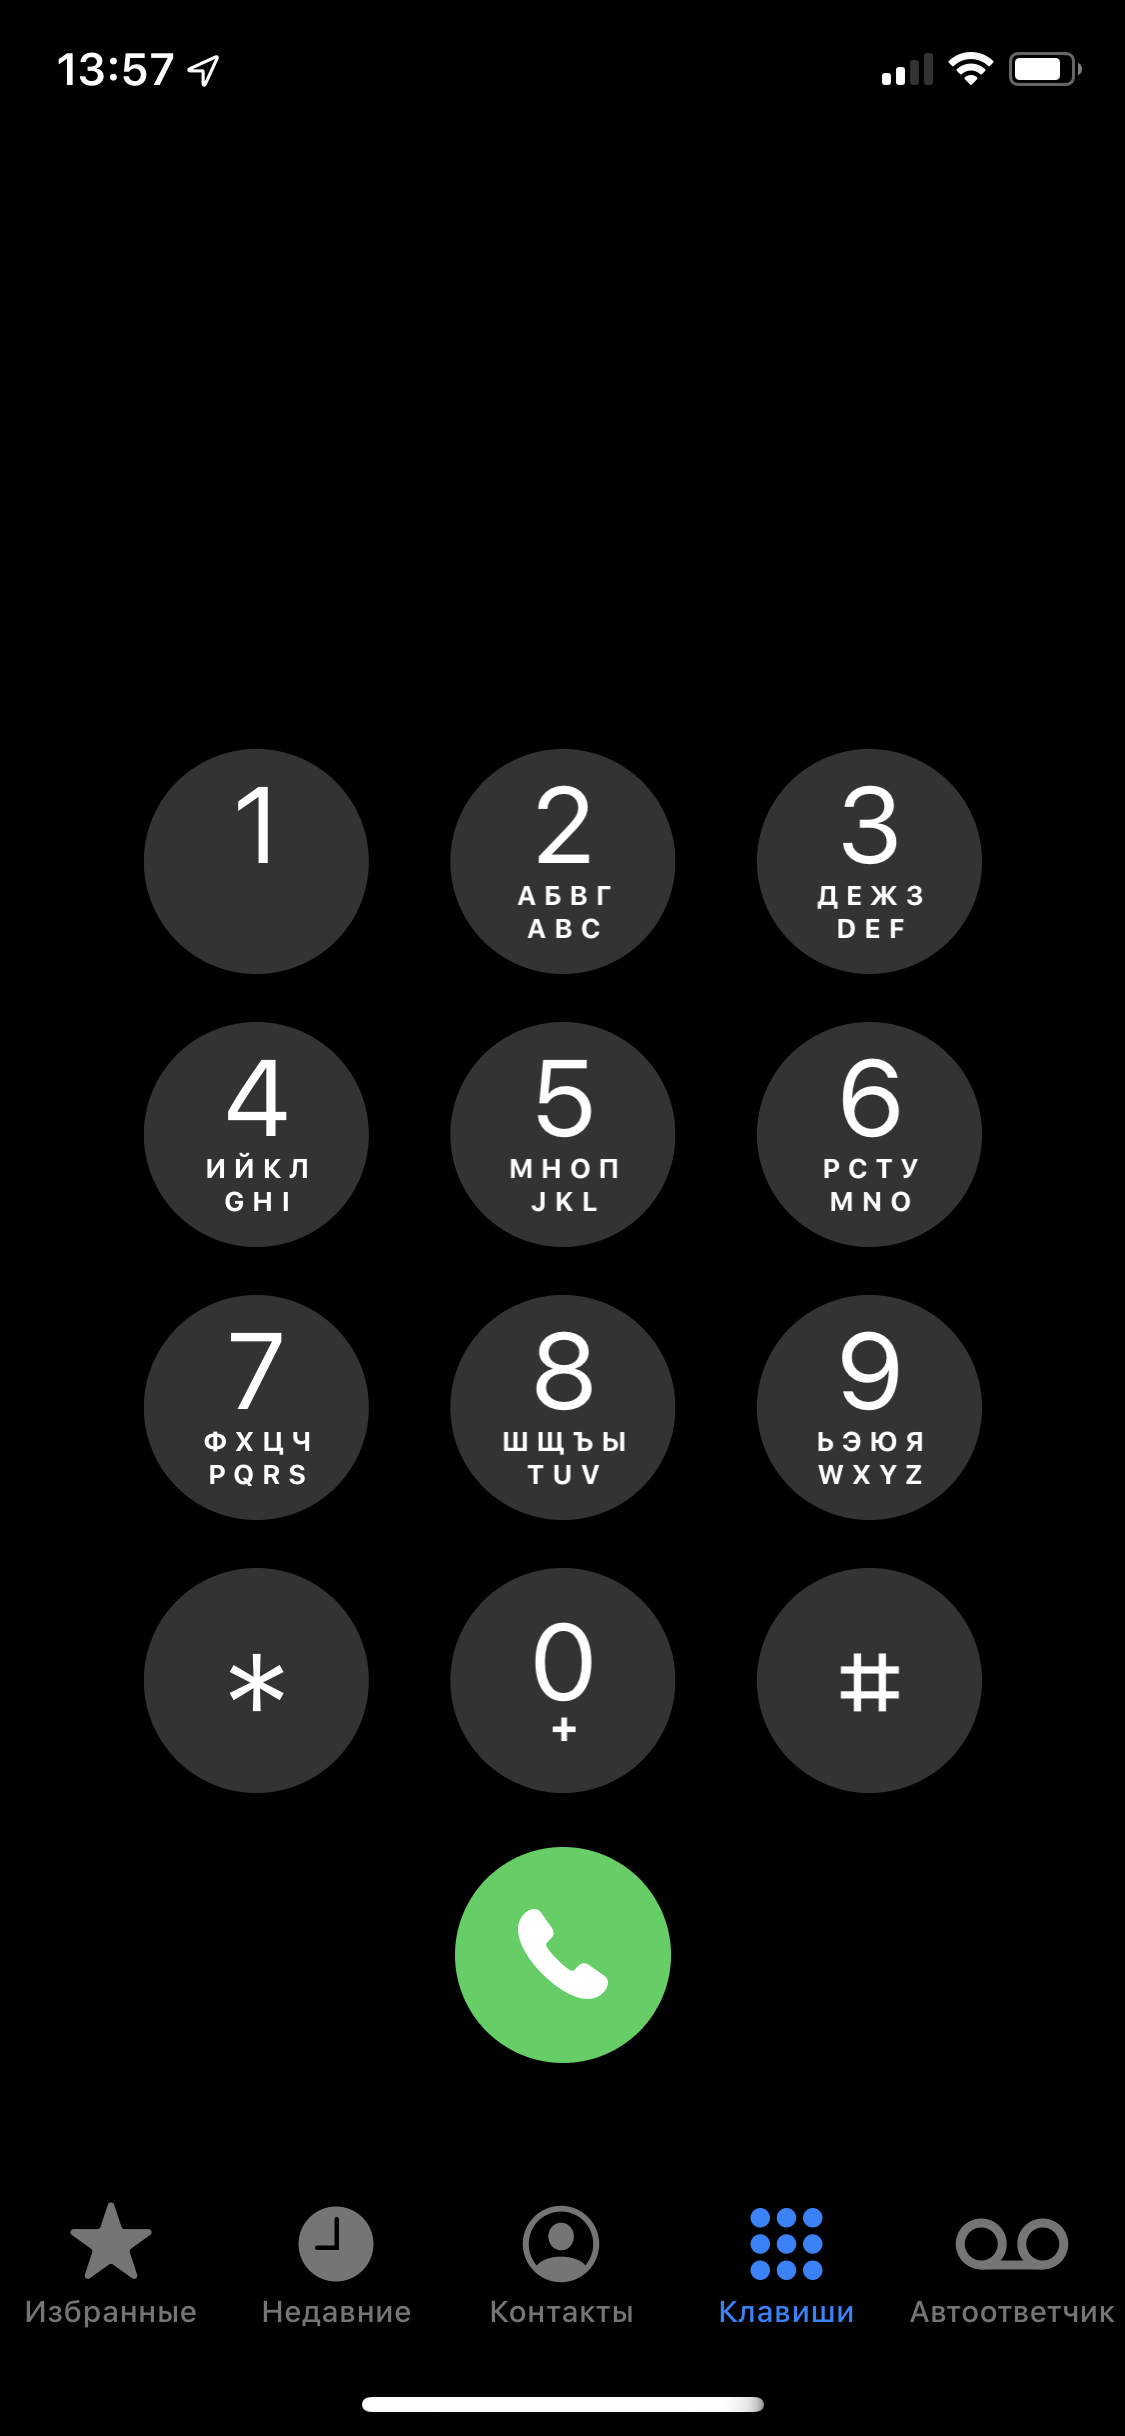 13:57
1
2
АБВГ
ABC
3
ДЕЖЗ
DEF
4
ИЙКЛ
GHI
5
МНОП
JKL
6
РСТУ
MNO
7
ФХЦЧ
PQRS
8
ШЩЪЫ
TUV
9
ЬЭЮЯ
WXYZ
*
0
+
#
Избранные
Недавние
Контакты
Клавиши
Автоответчик